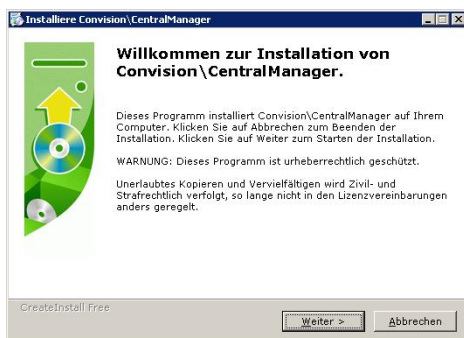 Installiere Convision\CentralManager
Willkommen zur Installation von
Convision\CentralManager.
Dieses Programm installiert Convision\CentralManager auf Ihrem
Computer. Klicken Sie auf Abbrechen zum Beenden der
Installation. Klicken Sie auf Weiter zum Starten der Installation.
WARNUNG: Dieses Programm ist urheberrechtlich geschützt.
Unerlaubtes Kopieren und Vervielfältigen wird Zivil- und
Strafrechtlich verfolgt, so lange nicht in den Lizenzvereinbarungen
anders geregelt.
CreateInstall Free
Weiter >
Abbrechen